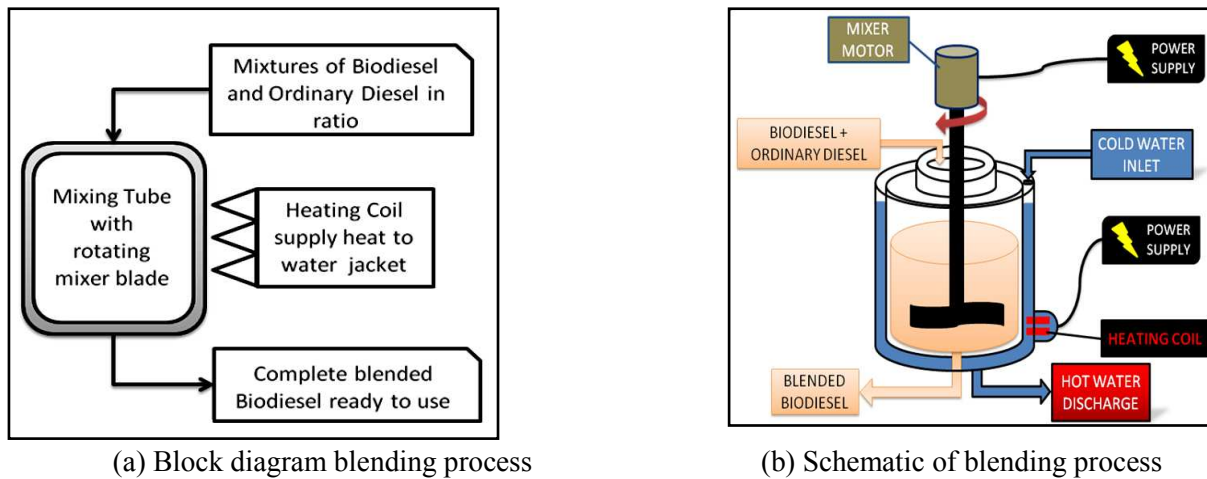 Mixtures of Biodiesel
and Ordinary Diesel in
ratio
Mixing Tube
with
rotating
mixer blade
Heating Coil
supply heat to
water jacket
Complete blended
Biodiesel ready to use
(a) Block diagram blending process
MIXER
MOTOR
POWER
SUPPLY
BIODIESEL +
ORDINARY DIESEL
COLD WATER
INLET
POWER
SUPPLY
HEATING COIL
BLENDED
BIODIESEL
HOT WATER
DISCHARGE
(b) Schematic of blending process